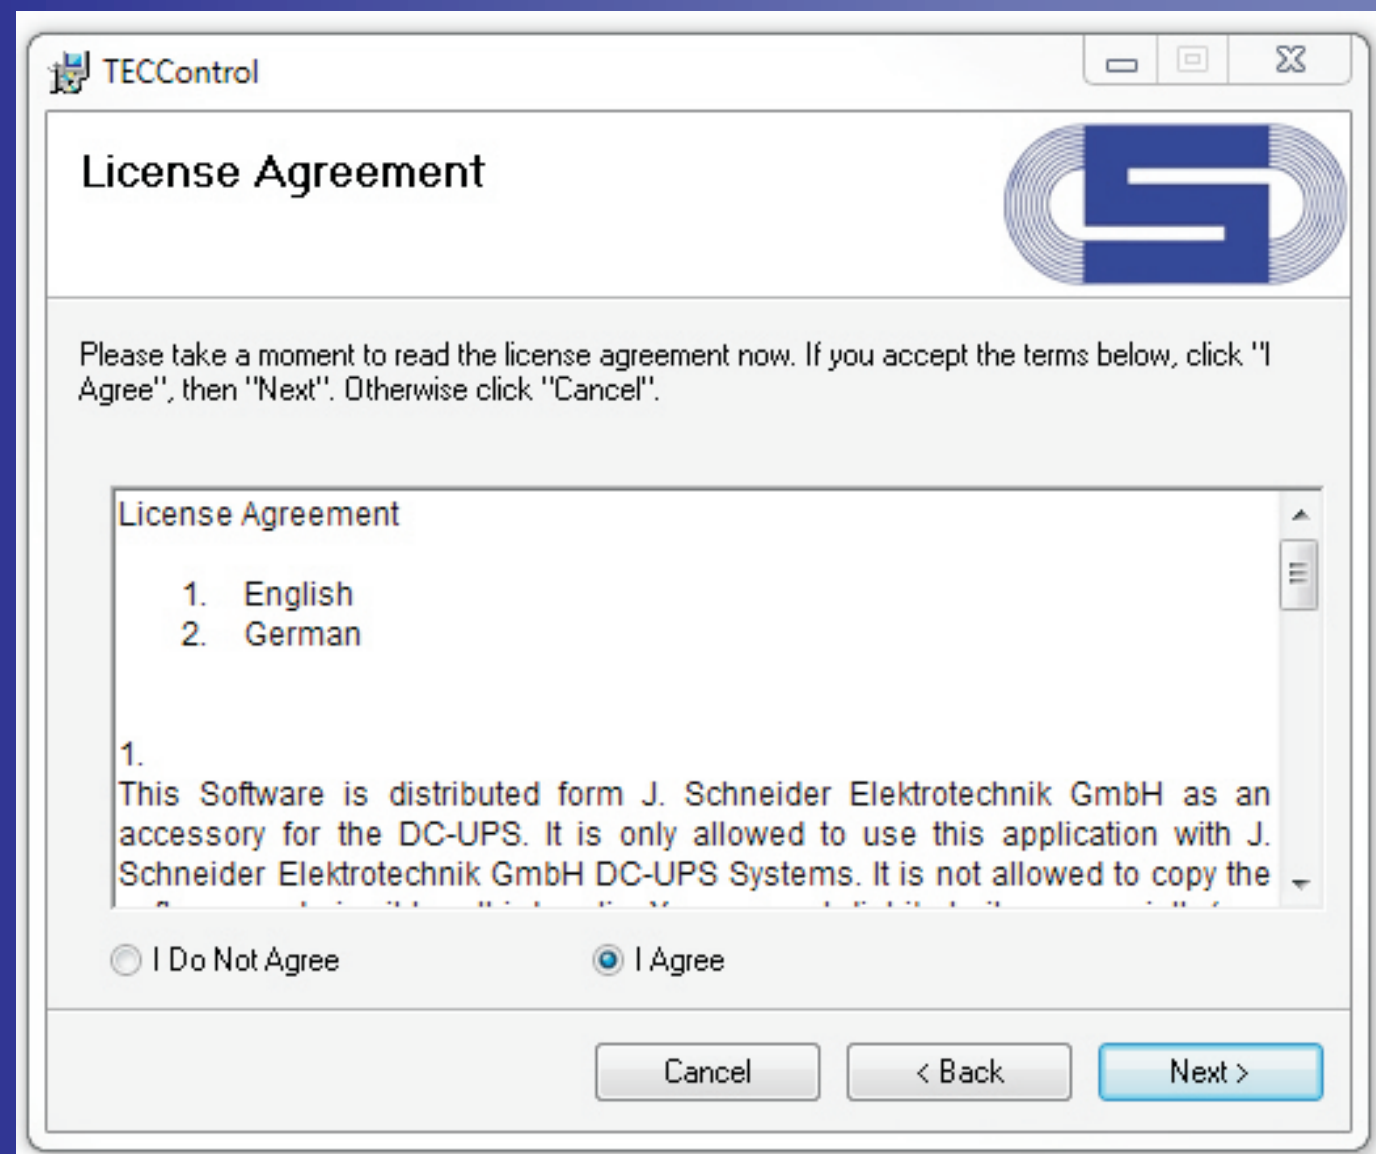 TECControl
License Agreement
Please take a moment to read the license agreement now. If you accept the terms below, click "I
Agree", then "Next". Otherwise click "Cancel".
License Agreement
1. English
2. German
1.
This Software is distributed form J. Schneider Elektrotechnik GmbH as an
accessory for the DC-UPS. It is only allowed to use this application with J.
Schneider Elektrotechnik GmbH DC-UPS Systems. It is not allowed to copy the
I Do Not Agree
I Agree
Cancel
< Back
Next >